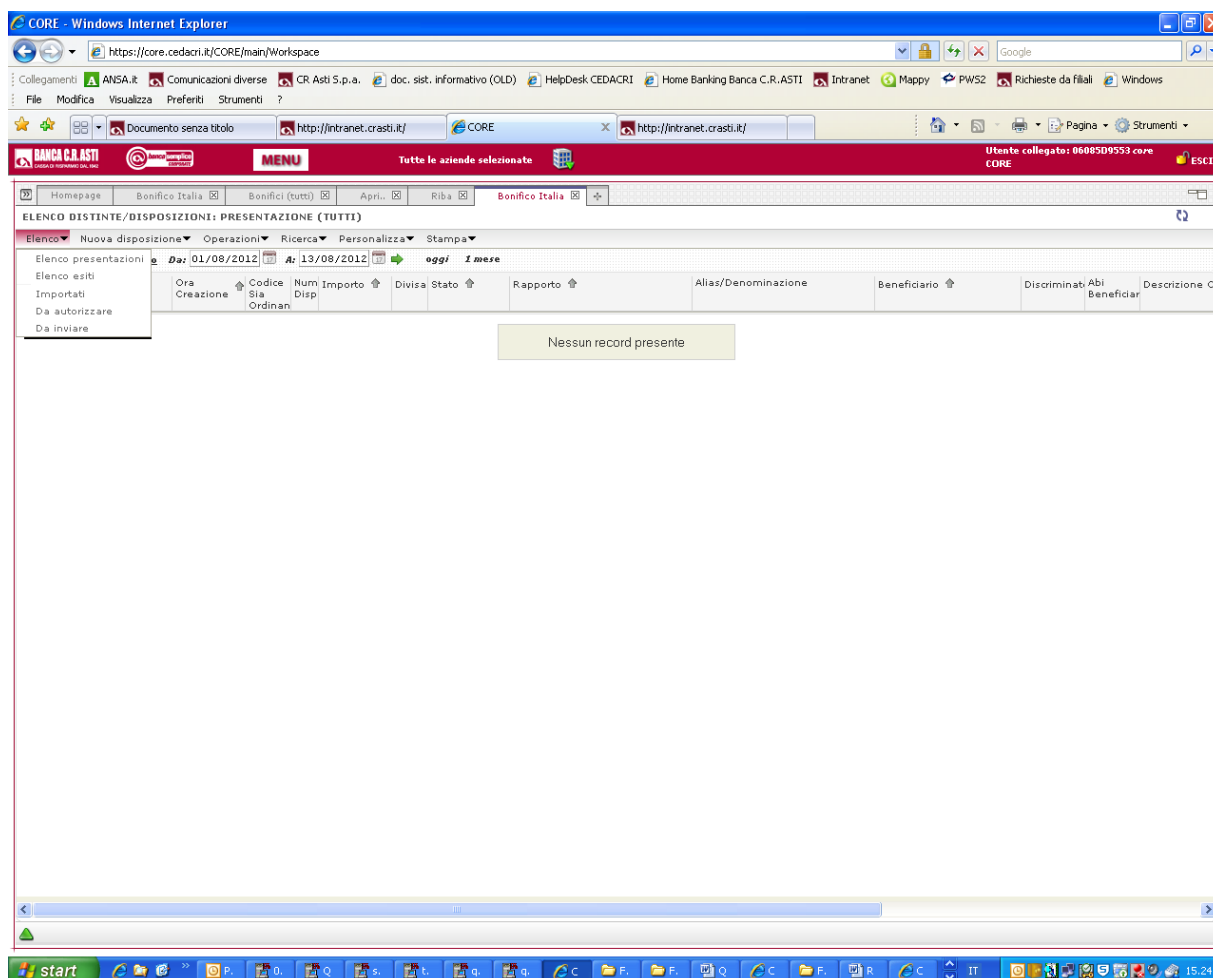 CORE - Windows Internet Explorer
https://core.cedacri.it/CORE/main/Workspace
Google
Collegamenti ANSA.it Comunicazioni diverse CR Asti S.p.a. doc. sist. informativo (OLD) HelpDesk CEDACRI Home Banking Banca C.R.ASTI Intranet Mappy PWS2 Richieste da filiali Windows
File Modifica Visualizza Preferiti Strumenti ?
Documento senza titolo http://intranet.crasti.it/ CORE http://intranet.crasti.it/ Pagina Strumenti
BANCA C.R.ASTI MENU Tutte le aziende selezionate Utente collegato: 06085D9553 core
CORE ESCI
Homepage Bonifico Italia Bonifici (tutti) Apri.. Riba Bonifico Italia
ELENCO DISTINTE/DISPOSIZIONI: PRESENTAZIONE (TUTTI)
Elenco Nuova disposizione Operazioni Ricerca Personalizza Stampa
Elenco presentazioni
Elenco esiti
Importati
Da autorizzare
Da inviare
Da: 01/08/2012 A: 13/08/2012 oggi 1 mese
Ora Codice Num Importo Divisa Stato Rapporto Alias/Denominazione Beneficiario Discriminat Abi Descrizione C
Creazione Sia Disp Beneficiar
Ordinan
Nessun record presente
start P. O. Q s. t. q. q. C F. F. Q C F. R C IT 15.24